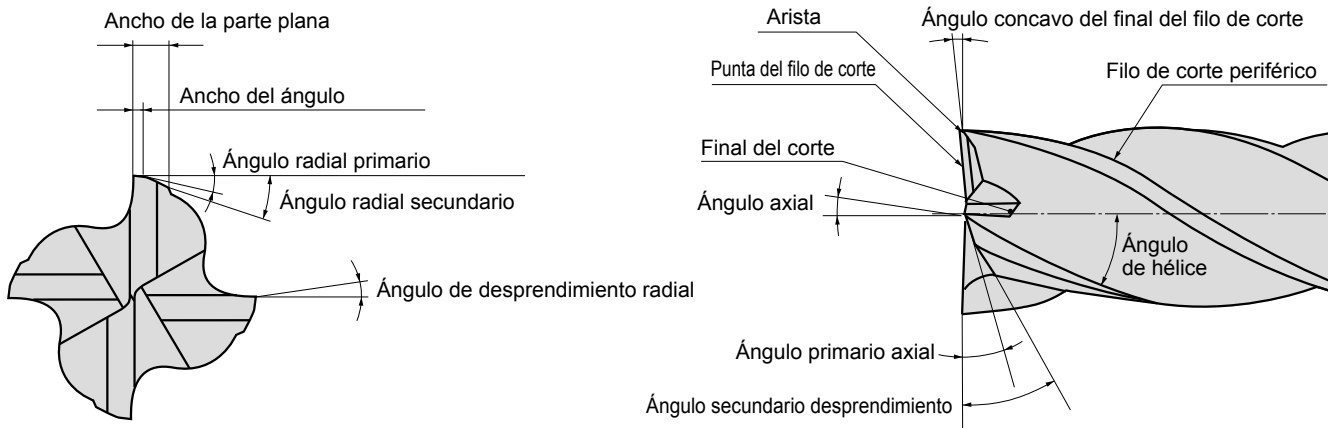 Ancho de la parte plana
Ancho del ángulo
Ángulo radial primario
Ángulo radial secundario
Ángulo de desprendimiento radial
Arista
Ángulo concavo del final del filo de corte
Punta del filo de corte
Filo de corte periférico
Final del corte
Ángulo axial
Ángulo
de hélice
Ángulo primario axial
Ángulo secundario desprendimiento